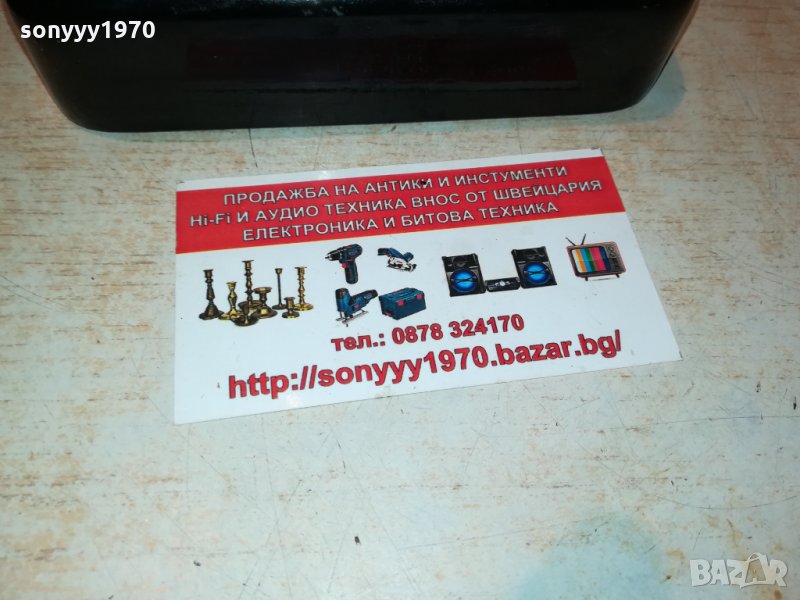 sonyyy1970
ПРОДАЖБА НА АНТИКИ И ИНСТУМЕНТИ
Hi-Fi И АУДИО ТЕХНИКА ВНОС ОТ ШВЕЙЦАРИЯ
ЕЛЕКТРОНИКА И БИТОВА ТЕХНИКА
тел.: 0878 324170
http://sonyyy1970.bazar.bg/
BAZAR